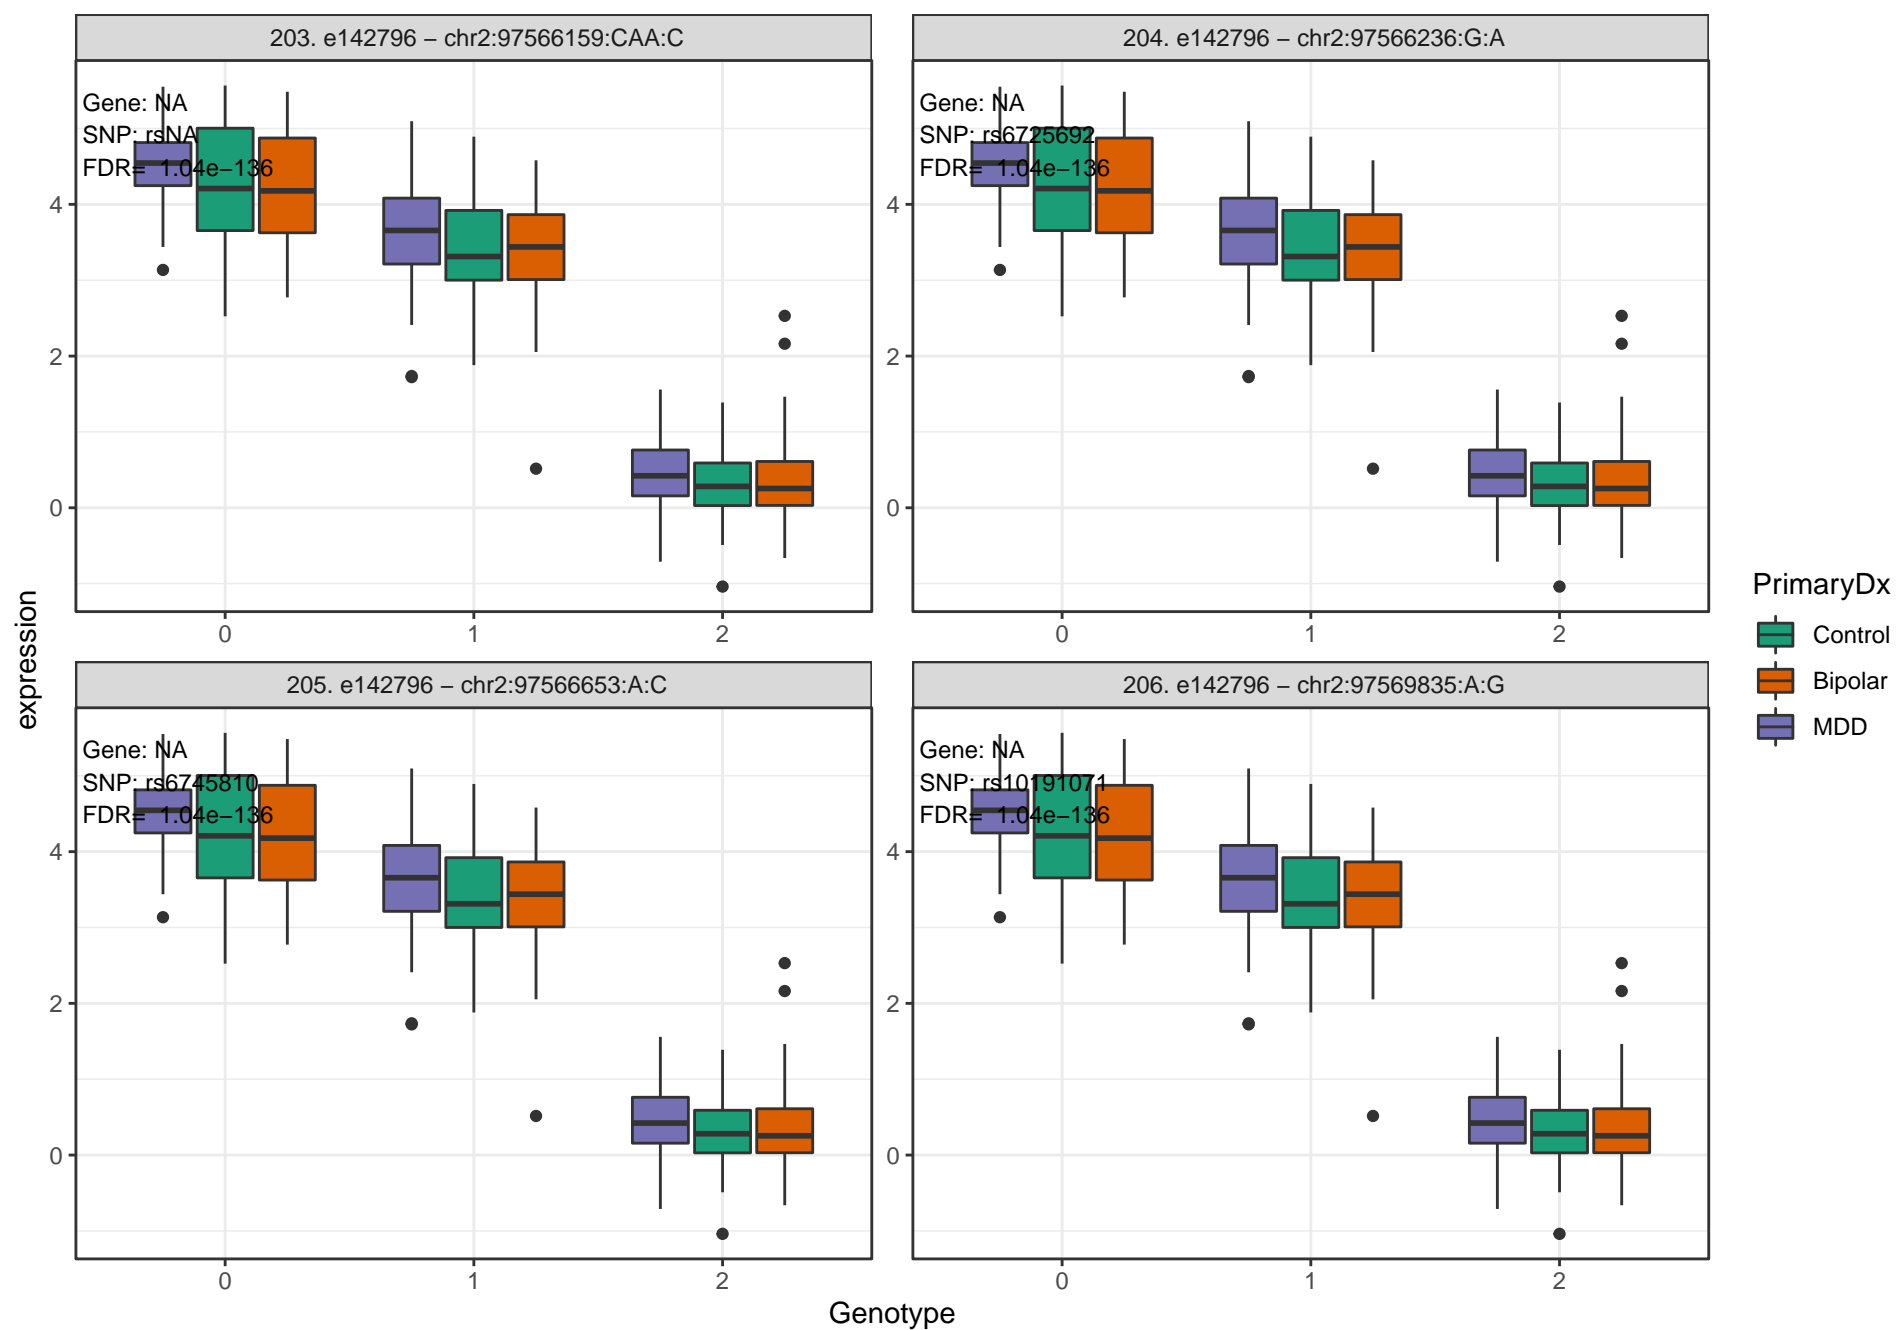 203. e142796 − chr2:97566159:CAA:C
Gene: NA
SNP: rsNA
FDR= 1.04e−136
4
2
0
0 1 2
204. e142796 − chr2:97566236:G:A
Gene: NA
SNP: rs6725692
FDR= 1.04e−136
4
2
0
0 1 2
205. e142796 − chr2:97566653:A:C
Gene: NA
SNP: rs6745810
FDR= 1.04e−136
4
2
0
0 1 2
206. e142796 − chr2:97569835:A:G
Gene: NA
SNP: rs10191071
FDR= 1.04e−136
4
2
0
0 1 2
expression
Genotype
PrimaryDx
Control
Bipolar
MDD